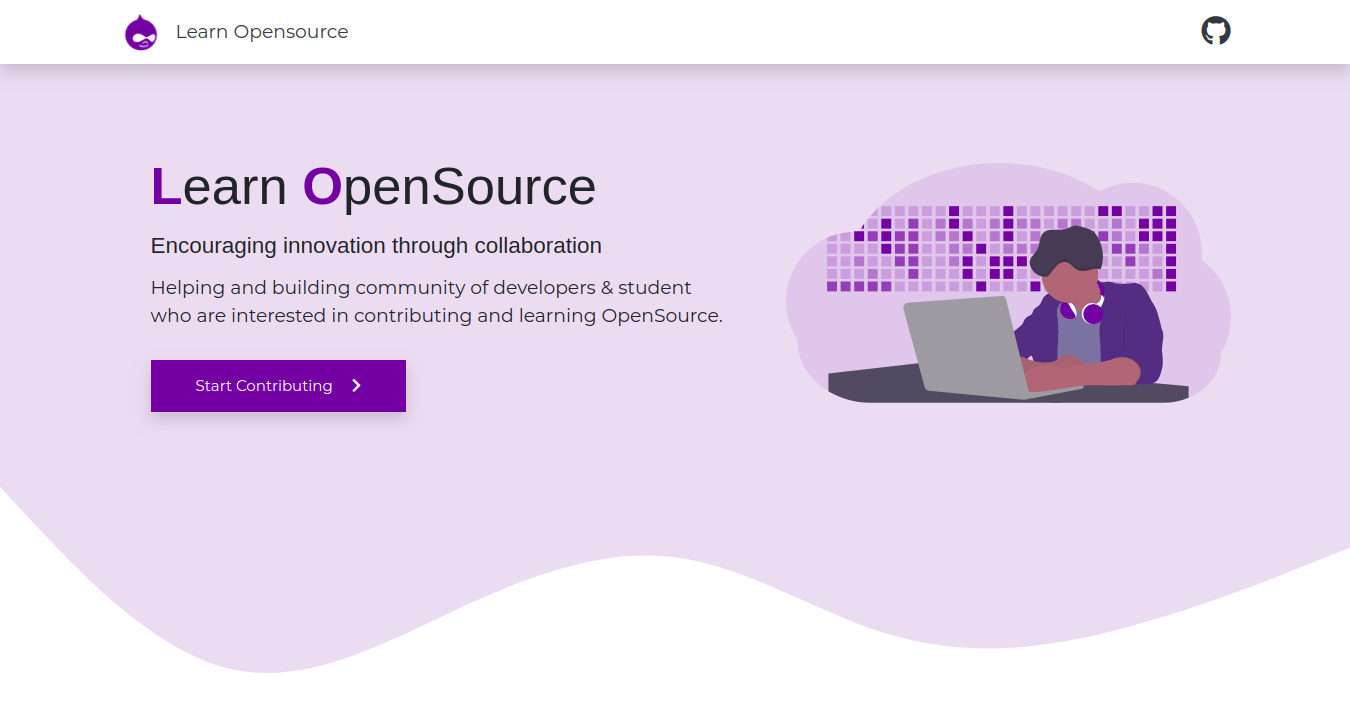 Learn Opensource
Learn OpenSource
Encouraging innovation through collaboration
Helping and building community of developers & student
who are interested in contributing and learning OpenSource.
Start Contributing